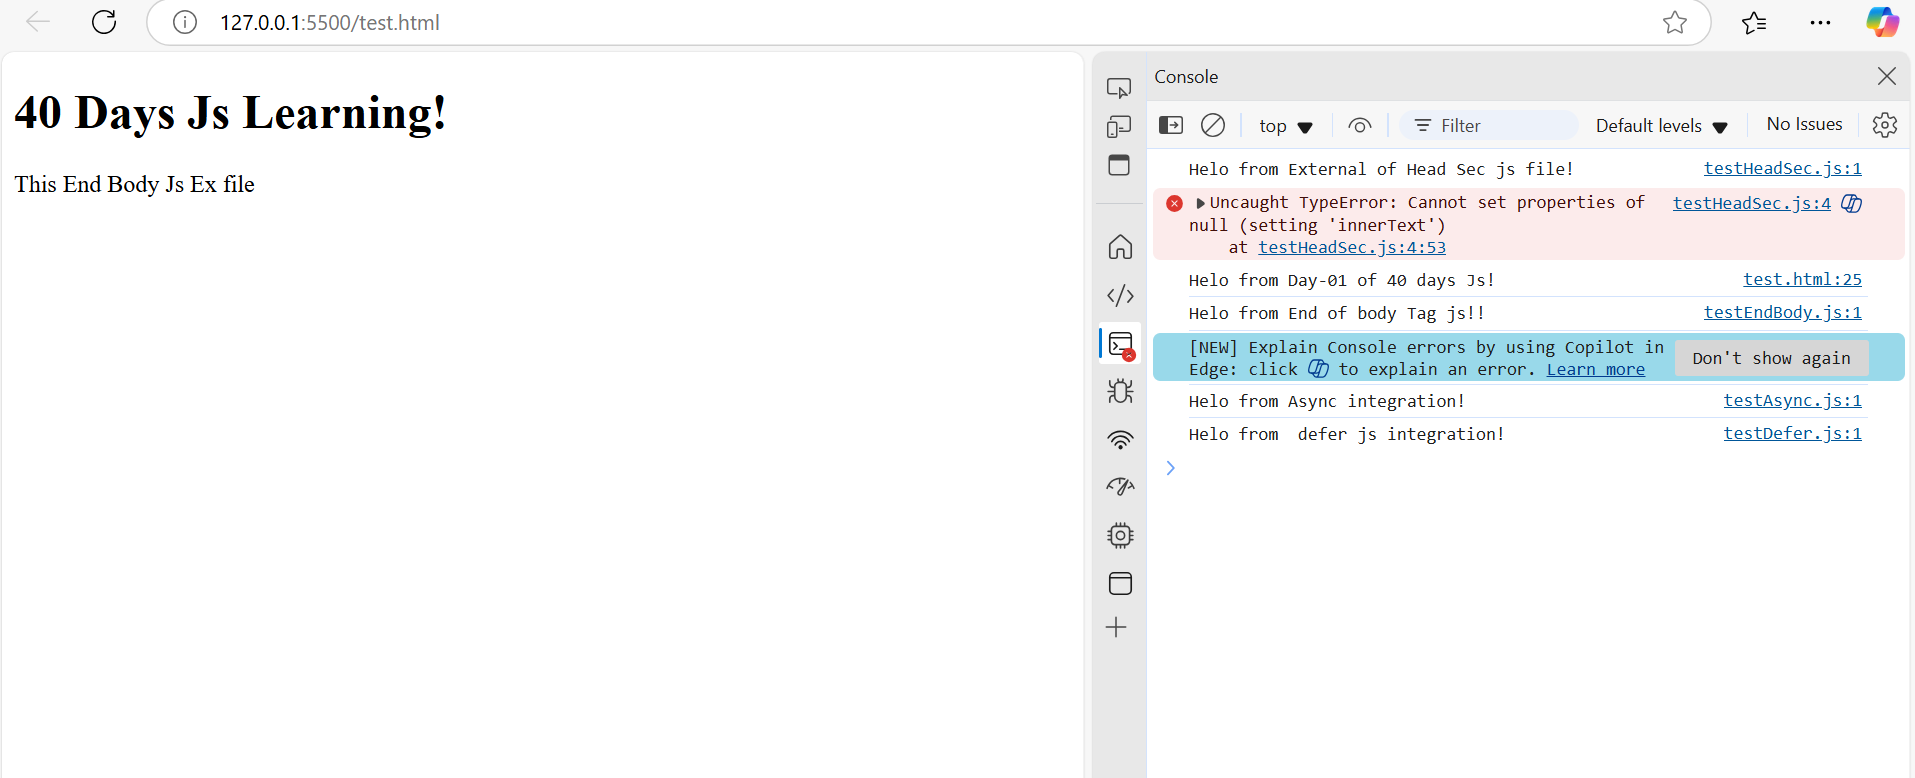 127.0.0.1:5500/test.html
40 Days Js Learning!
This End Body Js Ex file
Console
top
Filter
Default levels
No Issues
Helo from External of Head Sec js file! testHeadSec.js:1
Uncaught TypeError: Cannot set properties of testHeadSec.js:4
null (setting 'innerText')
at testHeadSec.js:4:53
Helo from Day-01 of 40 days Js! test.html:25
Helo from End of body Tag js!! testEndBody.js:1
[NEW] Explain Console errors by using Copilot in
Edge: click to explain an error. Learn more
Don't show again
Helo from Async integration! testAsync.js:1
Helo from  defer js integration! testDefer.js:1